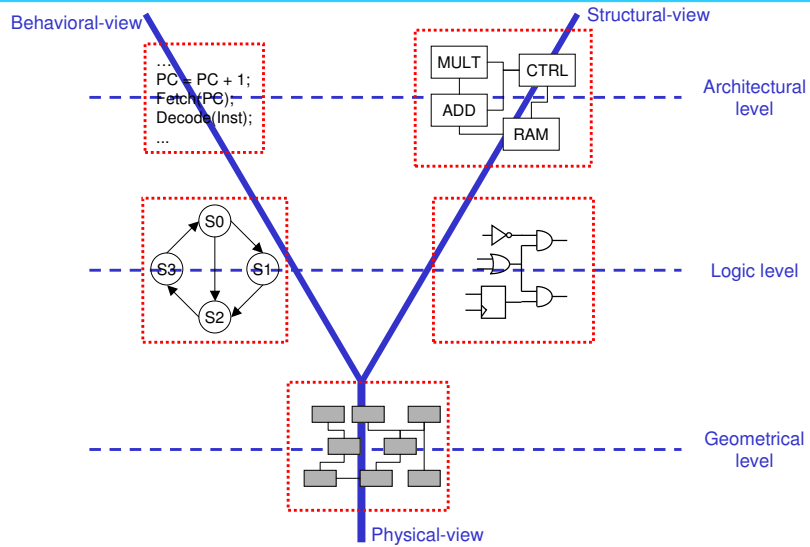 Behavioral-view
Structural-view
...
PC = PC + 1;
Fetch(PC);
Decode(Inst);
...
MULT
CTRL
ADD
RAM
Architectural
level
S0
S3
S1
S2
Logic level
Geometrical
level
Physical-view